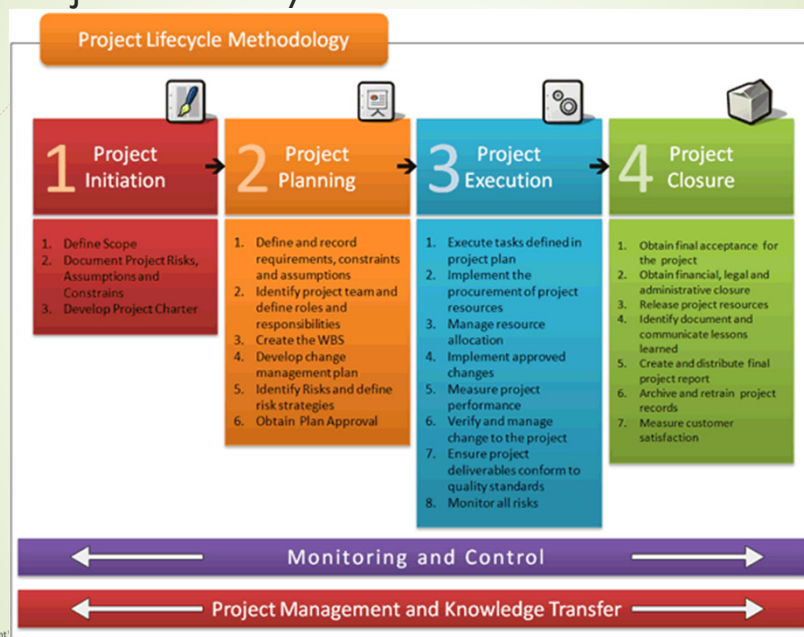 Project Lifecycle Methodology
1 Project
Initiation
2 Project
Planning
3 Project
Execution
4 Project
Closure
1. Define Scope
2. Document Project Risks,
Assumptions and
Constrains
3. Develop Project Charter
1. Define and record
requirements, constraints
and assumptions
2. Identify project team and
define roles and
responsibilities
3. Create the WBS
4. Develop change
management plan
5. Identify Risks and define
risk strategies
6. Obtain Plan Approval
1. Execute tasks defined in
project plan
2. Implement the
procurement of project
resources
3. Manage resource
allocation
4. Implement approved
changes
5. Measure project
performance
6. Verify and manage
change to the project
7. Ensure project
deliverables conform to
quality standards
8. Monitor all risks
1. Obtain final acceptance for
the project
2. Obtain financial, legal and
administrative closure
3. Release project resources
4. Identify document and
communicate lessons
learned
5. Create and distribute final
project report
6. Archive and retrain project
records
7. Measure customer
satisfaction
Monitoring and Control
Project Management and Knowledge Transfer